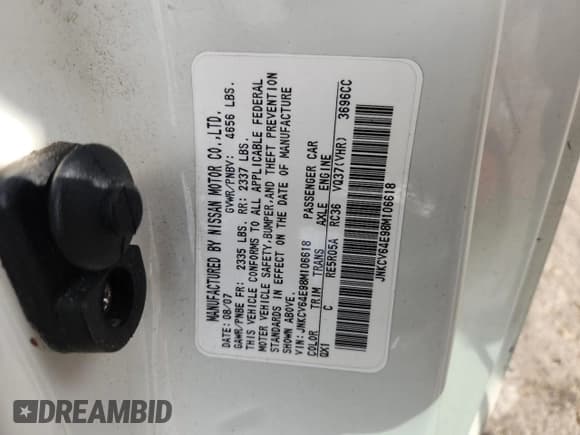 MANUFACTURED BY NISSAN MOTOR CO.,LTD.
DATE: 08/07 GVWR/PNBV: 4656 LBS.
GAWR/PNBE FR: 2335 LBS. RR: 2337 LBS.
THIS VEHICLE CONFORMS TO ALL APPLICABLE FEDERAL
MOTOR VEHICLE SAFETY,BUMPER,AND THEFT PREVENTION
STANDARDS IN EFFECT ON THE DATE OF MANUFACTURE
SHOWN ABOVE.
VIN: JNKCV64E98M106618 PASSENGER CAR
COLOR TRIM TRANS AXLE ENGINE
QX1 C RE5R05A RC36 VQ37(VHR) 3696CC
JNKCV64E98M106618
DREAMBID